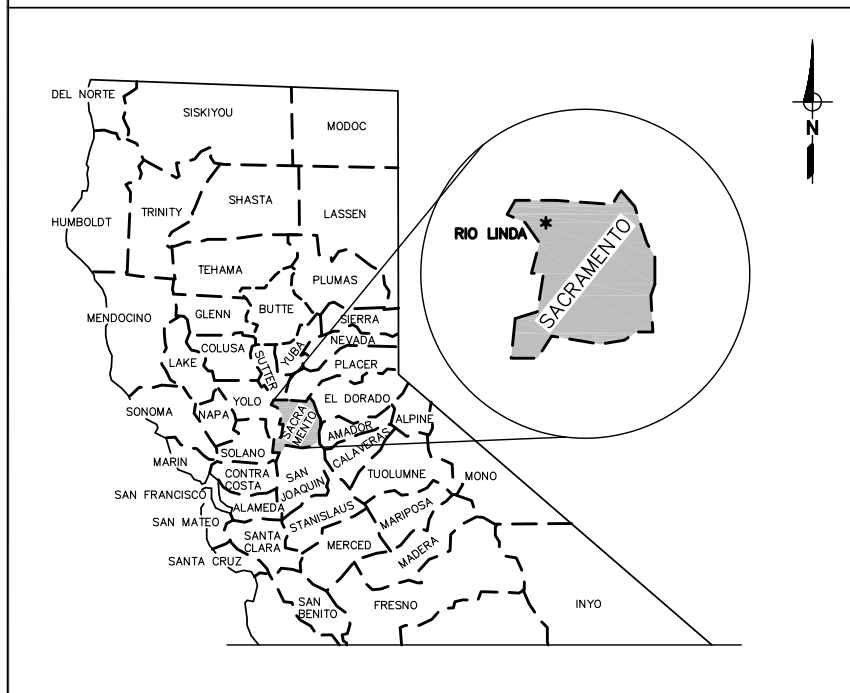 DEL NORTE
SISKIYOU
MODOC
N
HUMBOLDT
TRINITY
SHASTA
LASSEN
RIO LINDA
*
SACRAMENTO
TEHAMA
PLUMAS
MENDOCINO
GLENN
BUTTE
SIERRA
COLUSA
SUTTER
YUBA
NEVADA
LAKE
PLACER
SONOMA
NAPA
YOLO
SACRA
MENTO
EL DORADO
AMADOR
ALPINE
MARIN
SOLANO
CALAVERAS
CONTRA
COSTA
SAN
JOAQUIN
TUOLUMNE
MONO
SAN FRANCISCO
ALAMEDA
STANISLAUS
MARIPOSA
SAN MATEO
SANTA
CLARA
MERCED
MADERA
SANTA CRUZ
SAN
BENITO
FRESNO
INYO